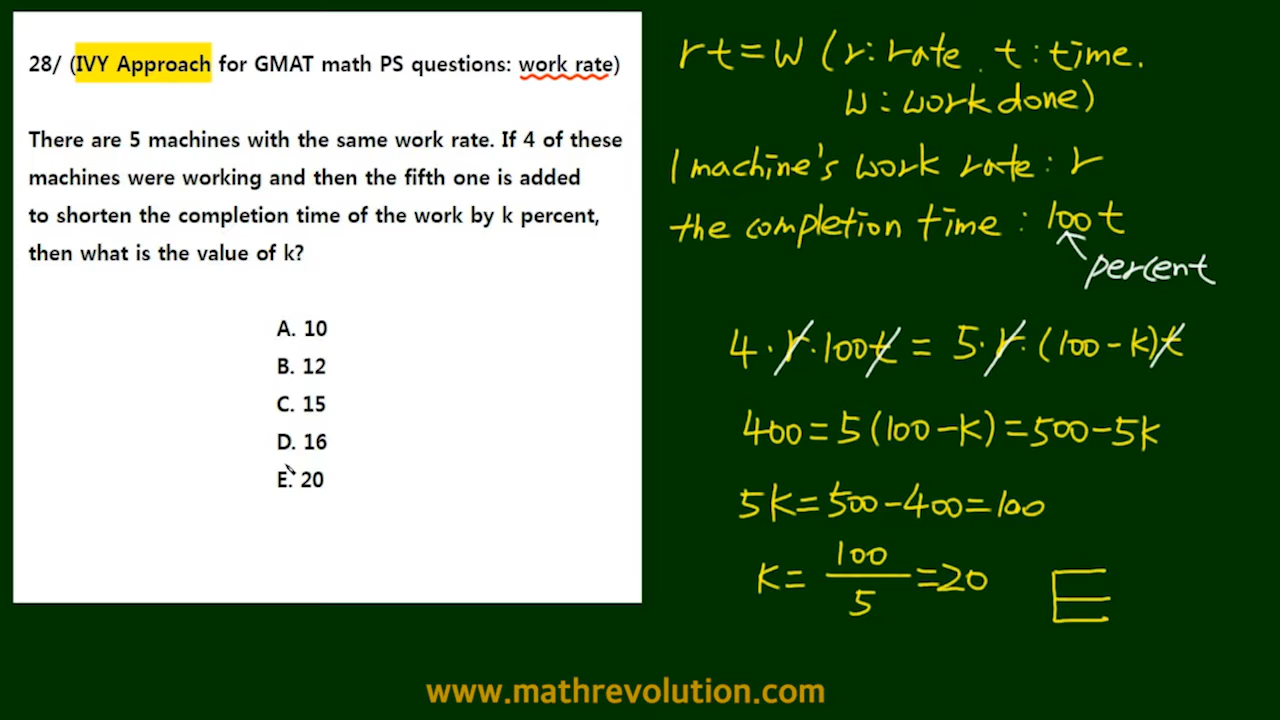 28/ (IVY Approach for GMAT math PS questions: work rate)
There are 5 machines with the same work rate. If 4 of these
machines were working and then the fifth one is added
to shorten the completion time of the work by k percent,
then what is the value of k?
A. 10
B. 12
C. 15
D. 16
E. 20
rt=W (r: rate. t: time.
W: work done)
1 machine's work rate: r
the completion time: 100t
percent
4·r·100t = 5·r·(100-k)t
400=5(100-k)=500-5k
5k=500-400=100
k=100/5=20 E
www.mathrevolution.com